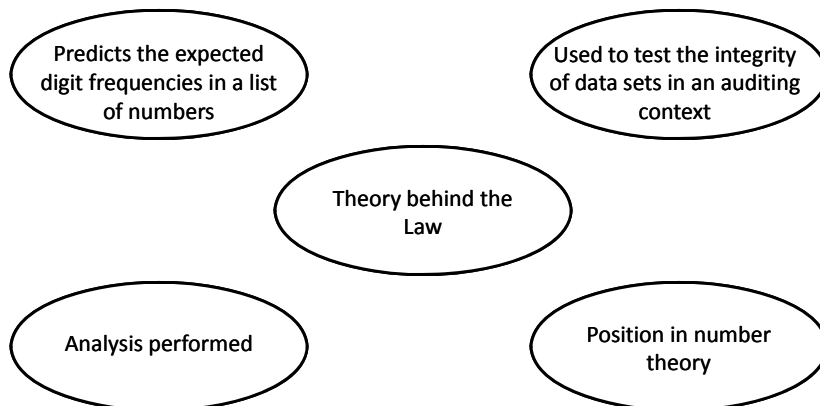 Predicts the expected
digit frequencies in a list
of numbers
Used to test the integrity
of data sets in an auditing
context
Theory behind the
Law
Analysis performed
Position in number
theory